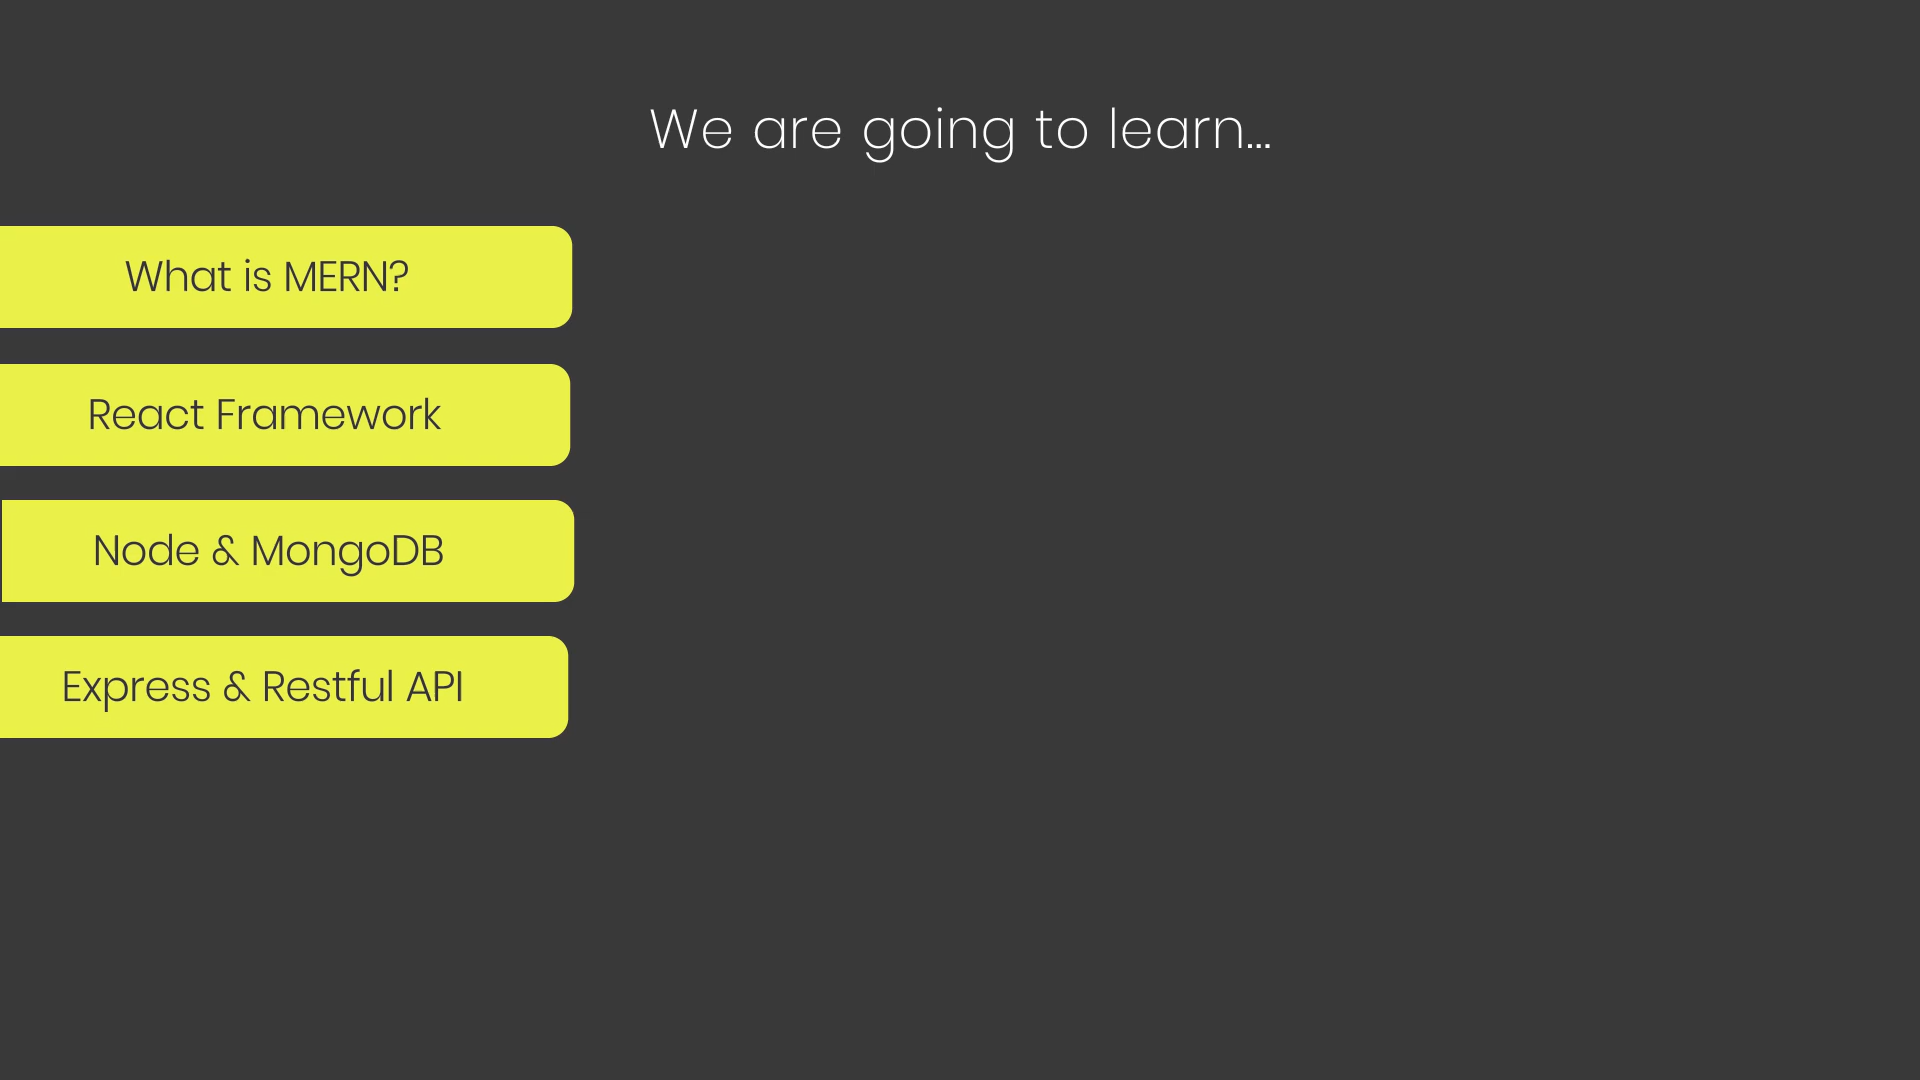 We are going to learn...
What is MERN?
React Framework
Node & MongoDB
Express & Restful API